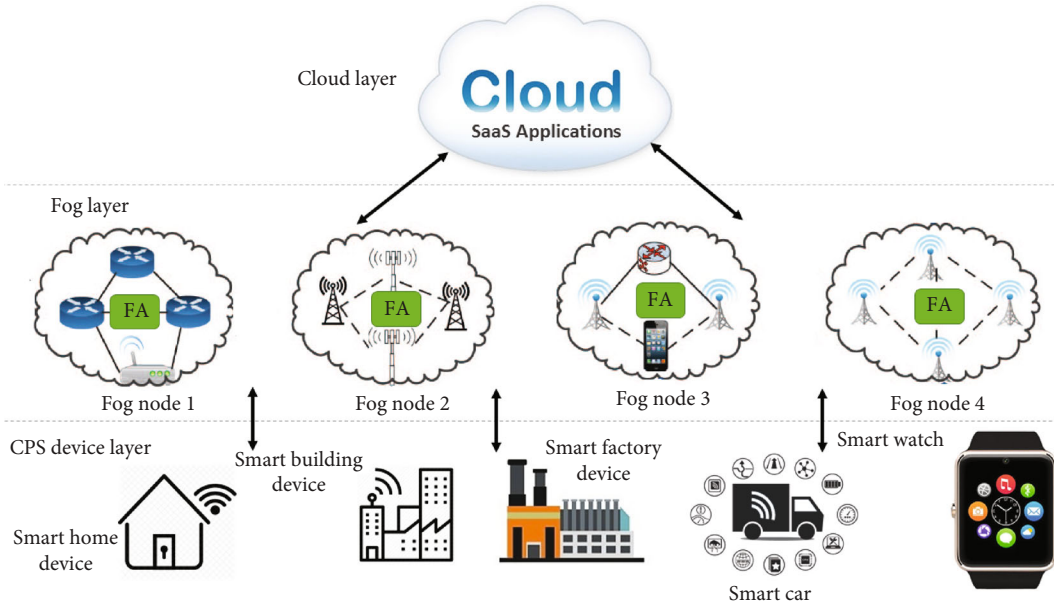 Cloud layer
Cloud
SaaS Applications
Fog layer
FA
FA
FA
FA
Fog node 1
Fog node 2
Fog node 3
Fog node 4
CPS device layer
Smart building
device
Smart factory
device
Smart watch
Smart home
device
Smart car